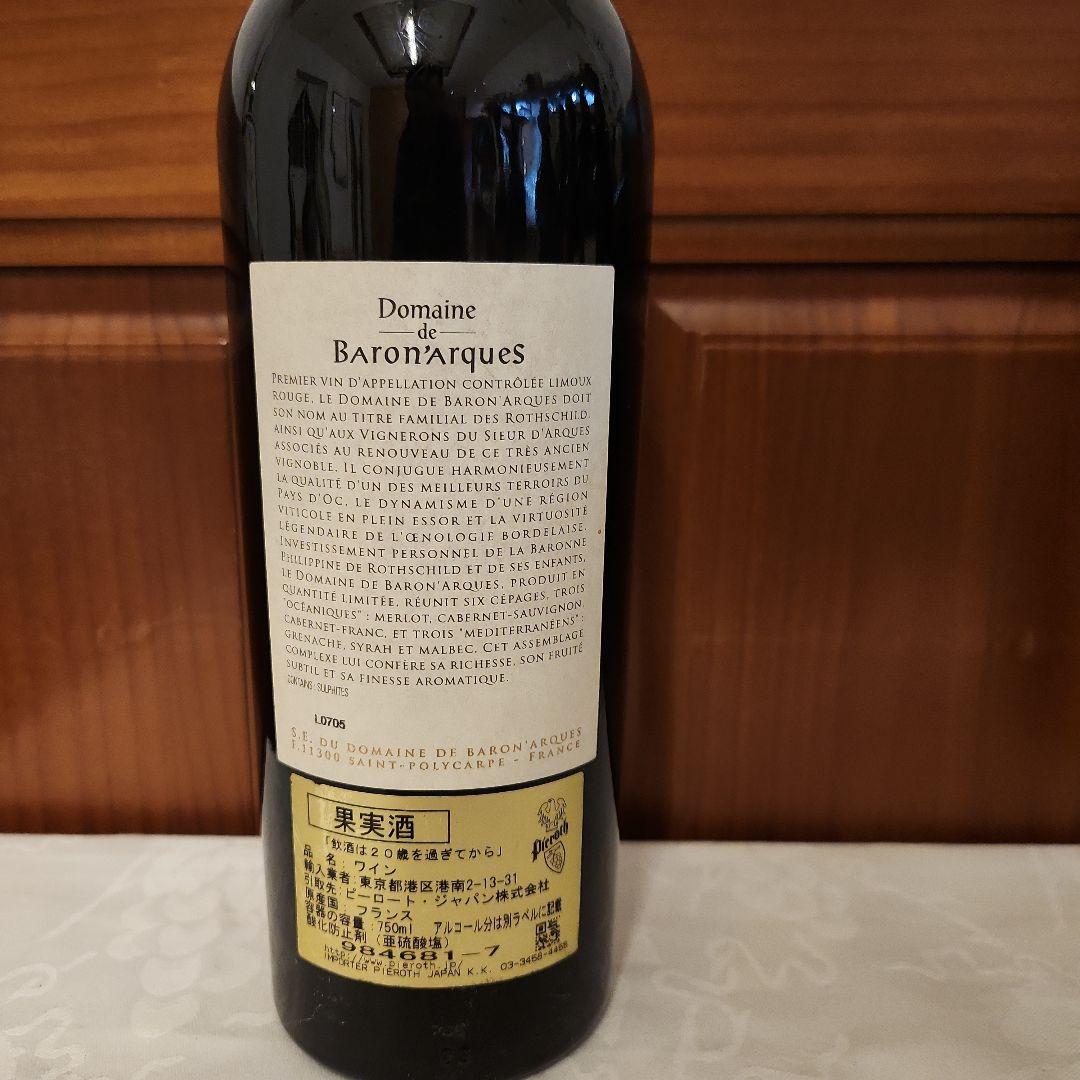 Domaine
de
Baron'Arques
PREMIER VIN D'APPELLATION CONTRÔLÉE LIMOUX
ROUGE, LE DOMAINE DE BARON'ARQUES DOIT
SON NOM AU TITRE FAMILIAL DES ROTHSCHILD,
AINSI QU'AUX VIGNERONS DU SIEUR D'ARQUES
ASSOCIÉS AU RENOUVEAU DE CE TRÈS ANCIEN
VIGNOBLE. IL CONJUGUE HARMONIEUSEMENT
LA QUALITÉ D'UN DES MEILLEURS TERROIRS DU
PAYS D'OC, LE DYNAMISME D'UNE RÉGION
VITICOLE EN PLEIN ESSOR ET LA VIRTUOSITÉ
LÉGENDAIRE DE L'ŒNOLOGIE BORDELAISE.
INVESTISSEMENT PERSONNEL DE LA BARONNE
PHILIPPINE DE ROTHSCHILD ET DE SES ENFANTS,
LE DOMAINE DE BARON'ARQUES, PRODUIT EN
QUANTITÉ LIMITÉE, RÉUNIT SIX CÉPAGES, TROIS
"OCÉANIQUES" : MERLOT, CABERNET-SAUVIGNON,
CABERNET-FRANC, ET TROIS "MEDITERRANÉENS" :
GRENACHE, SYRAH ET MALBEC. CET ASSEMBLAGE
COMPLEXE LUI CONFÈRE SA RICHESSE, SON FRUITÉ
SUBTIL ET SA FINESSE AROMATIQUE.
CONTAINS : SULPHITES
L0705
S.E. DU DOMAINE DE BARON'ARQUES
F.11300 SAINT-POLYCARPE - FRANCE
果実酒
Pieroth
「飲酒は20歳を過ぎてから」
品 名：ワイン
輸入業者：東京都港区港南2-13-31
引取先：ピーロート・ジャパン株式会社
原産国：フランス
容器の容量：750ml アルコール分は別ラベルに記載
酸化防止剤（亜硫酸塩）
984681-7
http://www.pieroth.jp/
IMPORTER PIEROTH JAPAN K.K. 03-3458-4455